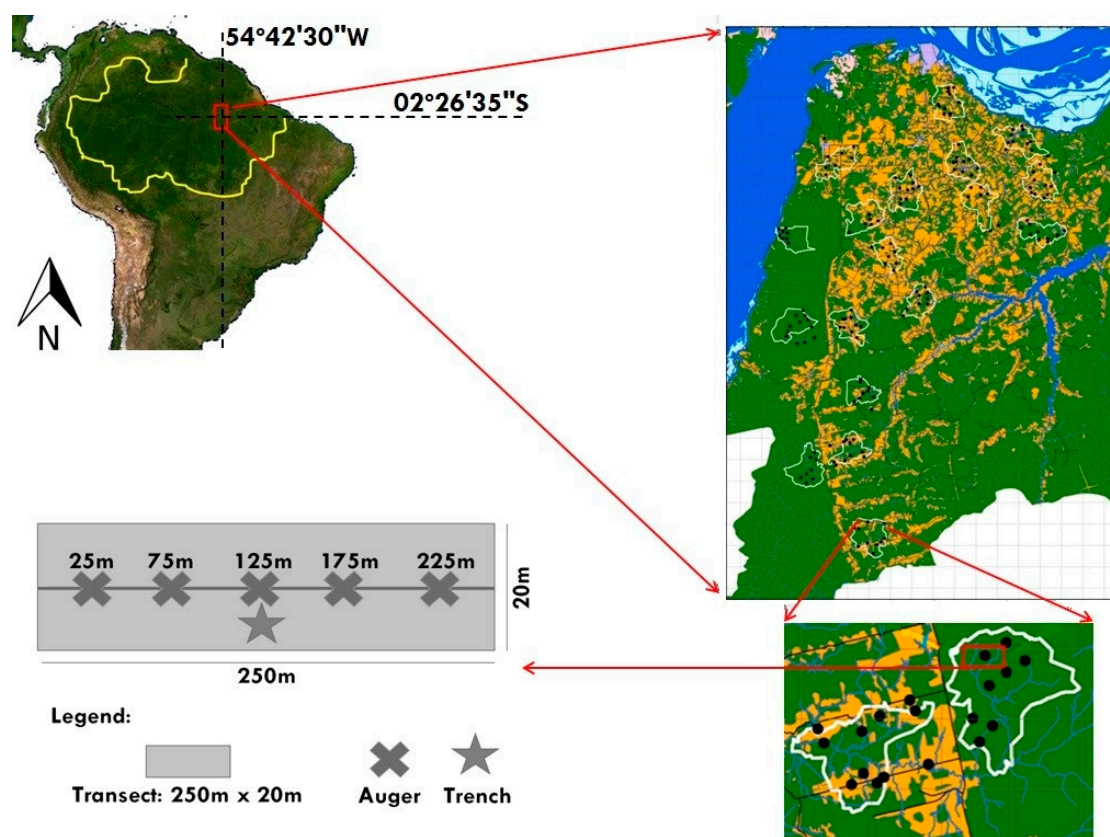 54°42'30"W
02°26'35"S
N
25m 75m 125m 175m 225m
20m
250m
Legend:
Transect: 250m x 20m
Auger
Trench